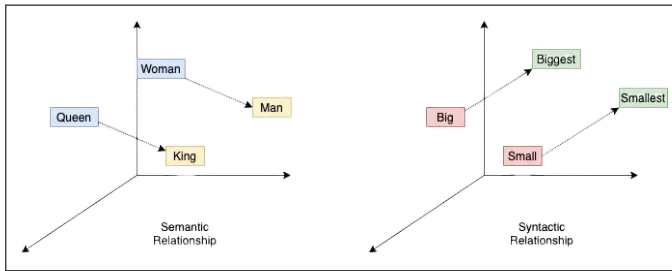 Woman
Man
Queen
King
Semantic
Relationship
Biggest
Smallest
Big
Small
Syntactic
Relationship